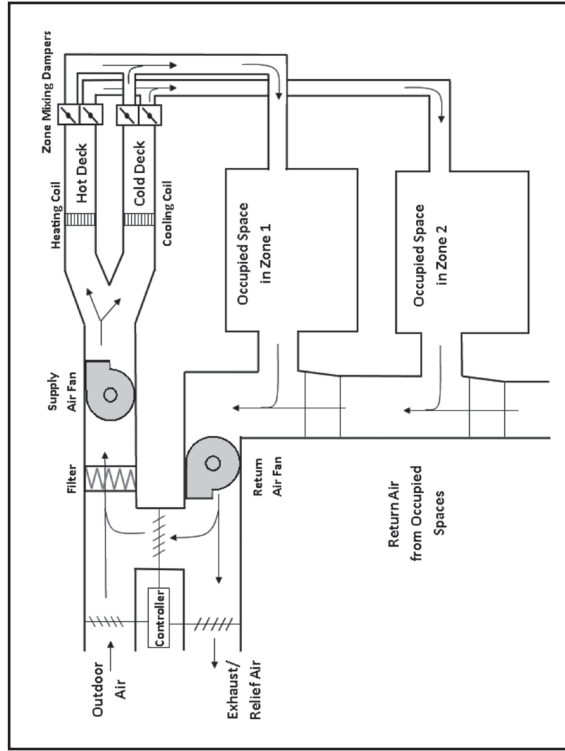 Zone Mixing Dampers
Heating Coil
Hot Deck
Cold Deck
Cooling Coil
Occupied Space
in Zone 1
Occupied Space
in Zone 2
Supply
Air Fan
Filter
Return
Air Fan
Return Air
from Occupied
Spaces
Controller
Outdoor
Air
Exhaust/
Relief Air